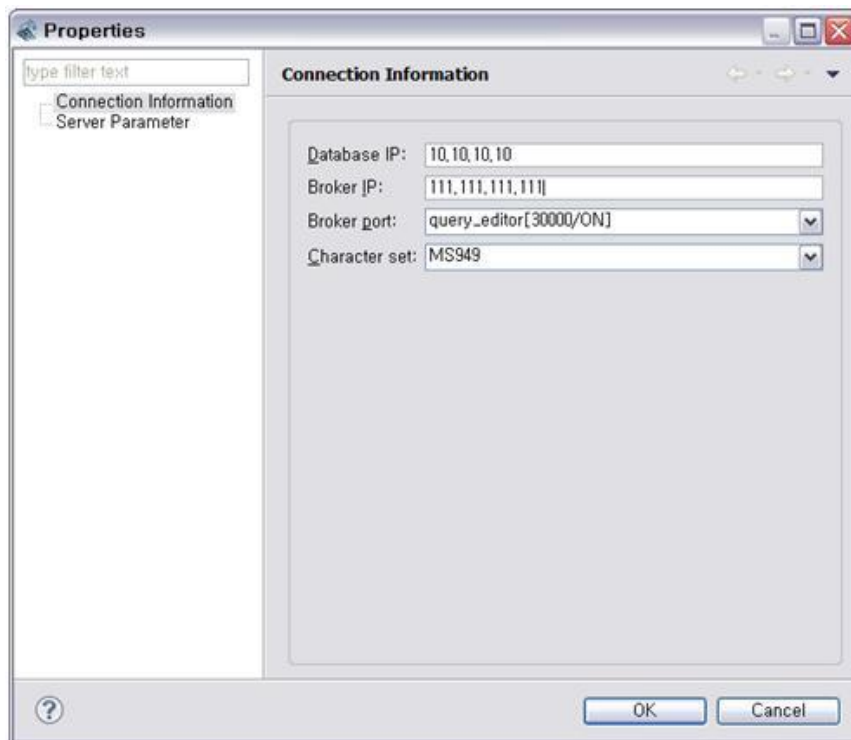 Properties
type filter text
Connection Information
Server Parameter
Connection Information
Database IP: 10,10,10,10
Broker IP: 111,111,111,111
Broker port: query_editor[30000/ON]
Character set: MS949
OK Cancel